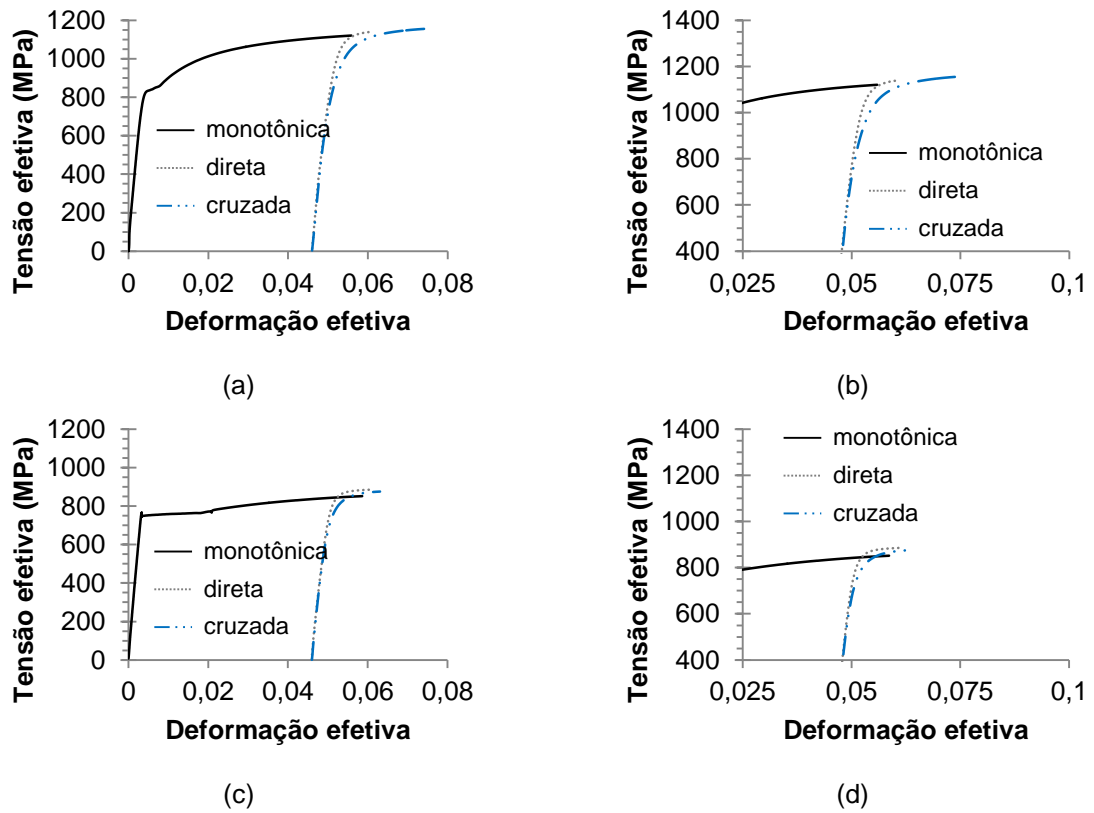 Tensão efetiva (MPa)
1200
1000
800
600
400
200
0
monotônica
direta
cruzada
0 0,02 0,04 0,06 0,08
Deformação efetiva
(a)
Tensão efetiva (MPa)
1400
1200
1000
800
600
400
monotônica
direta
cruzada
0,025 0,05 0,075 0,1
Deformação efetiva
(b)
Tensão efetiva (MPa)
1200
1000
800
600
400
200
0
monotônica
direta
cruzada
0 0,02 0,04 0,06 0,08
Deformação efetiva
(c)
Tensão efetiva (MPa)
1400
1200
1000
800
600
400
monotônica
direta
cruzada
0,025 0,05 0,075 0,1
Deformação efetiva
(d)